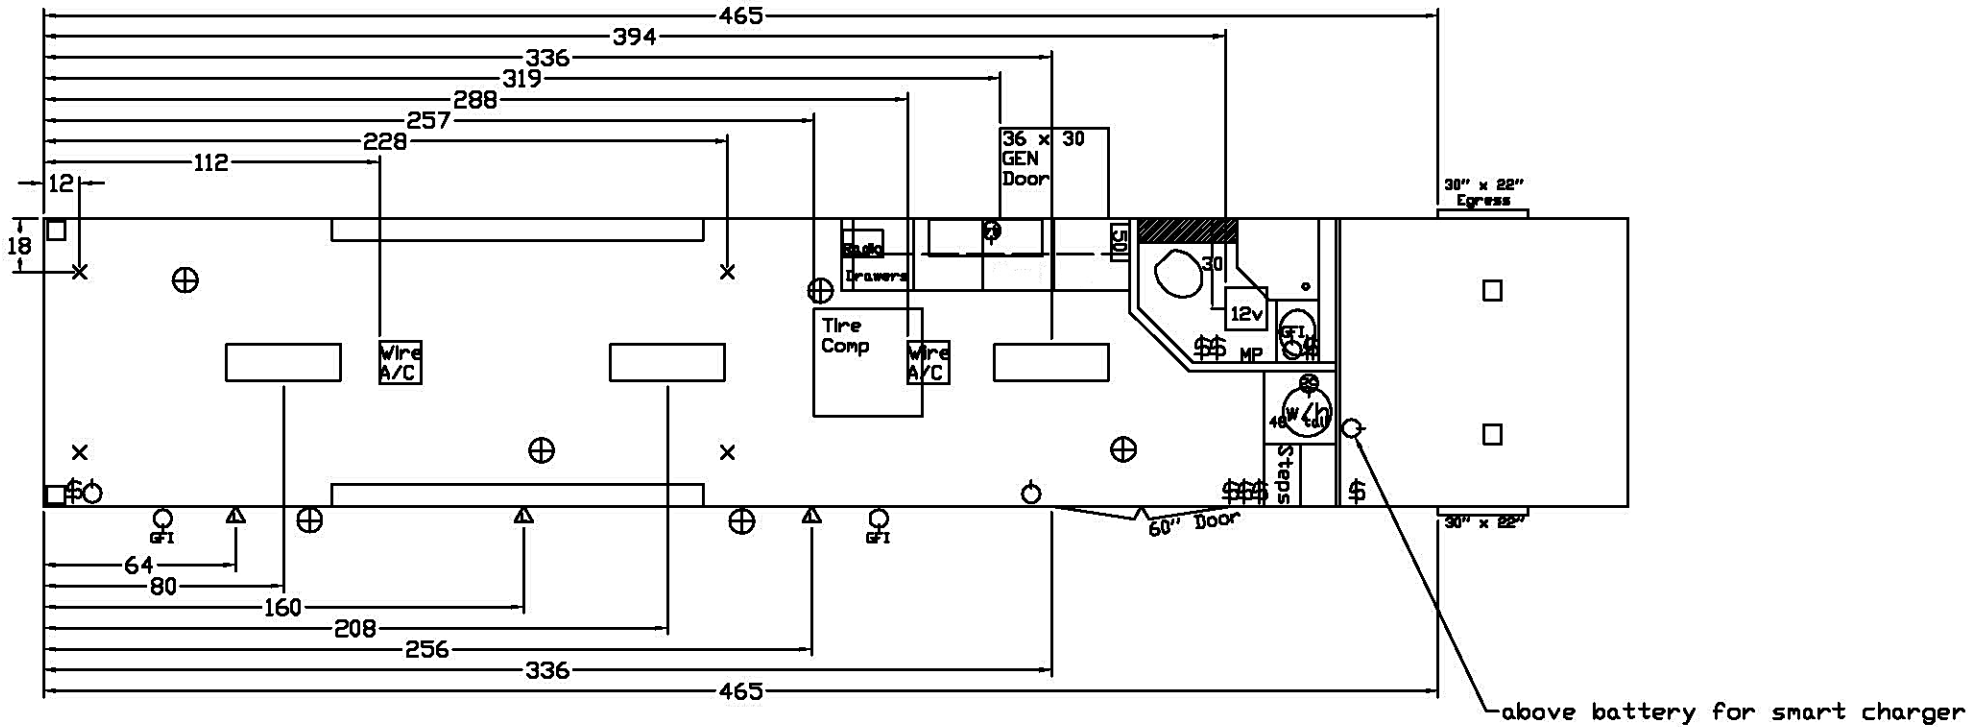 465
394
336
319
288
257
228
112
12
18
36 x 30
GEN
Door
30" x 22"
Egress
Radio
Drawers
50
30
12v
GFI
MP
Tire
Comp
Wire
A/C
Wire
A/C
W/h
48" tall
Steps
$$
$
$
$$$
$
GFI
GFI
60" Door
30" x 22"
64
80
160
208
256
336
465
above battery for smart charger